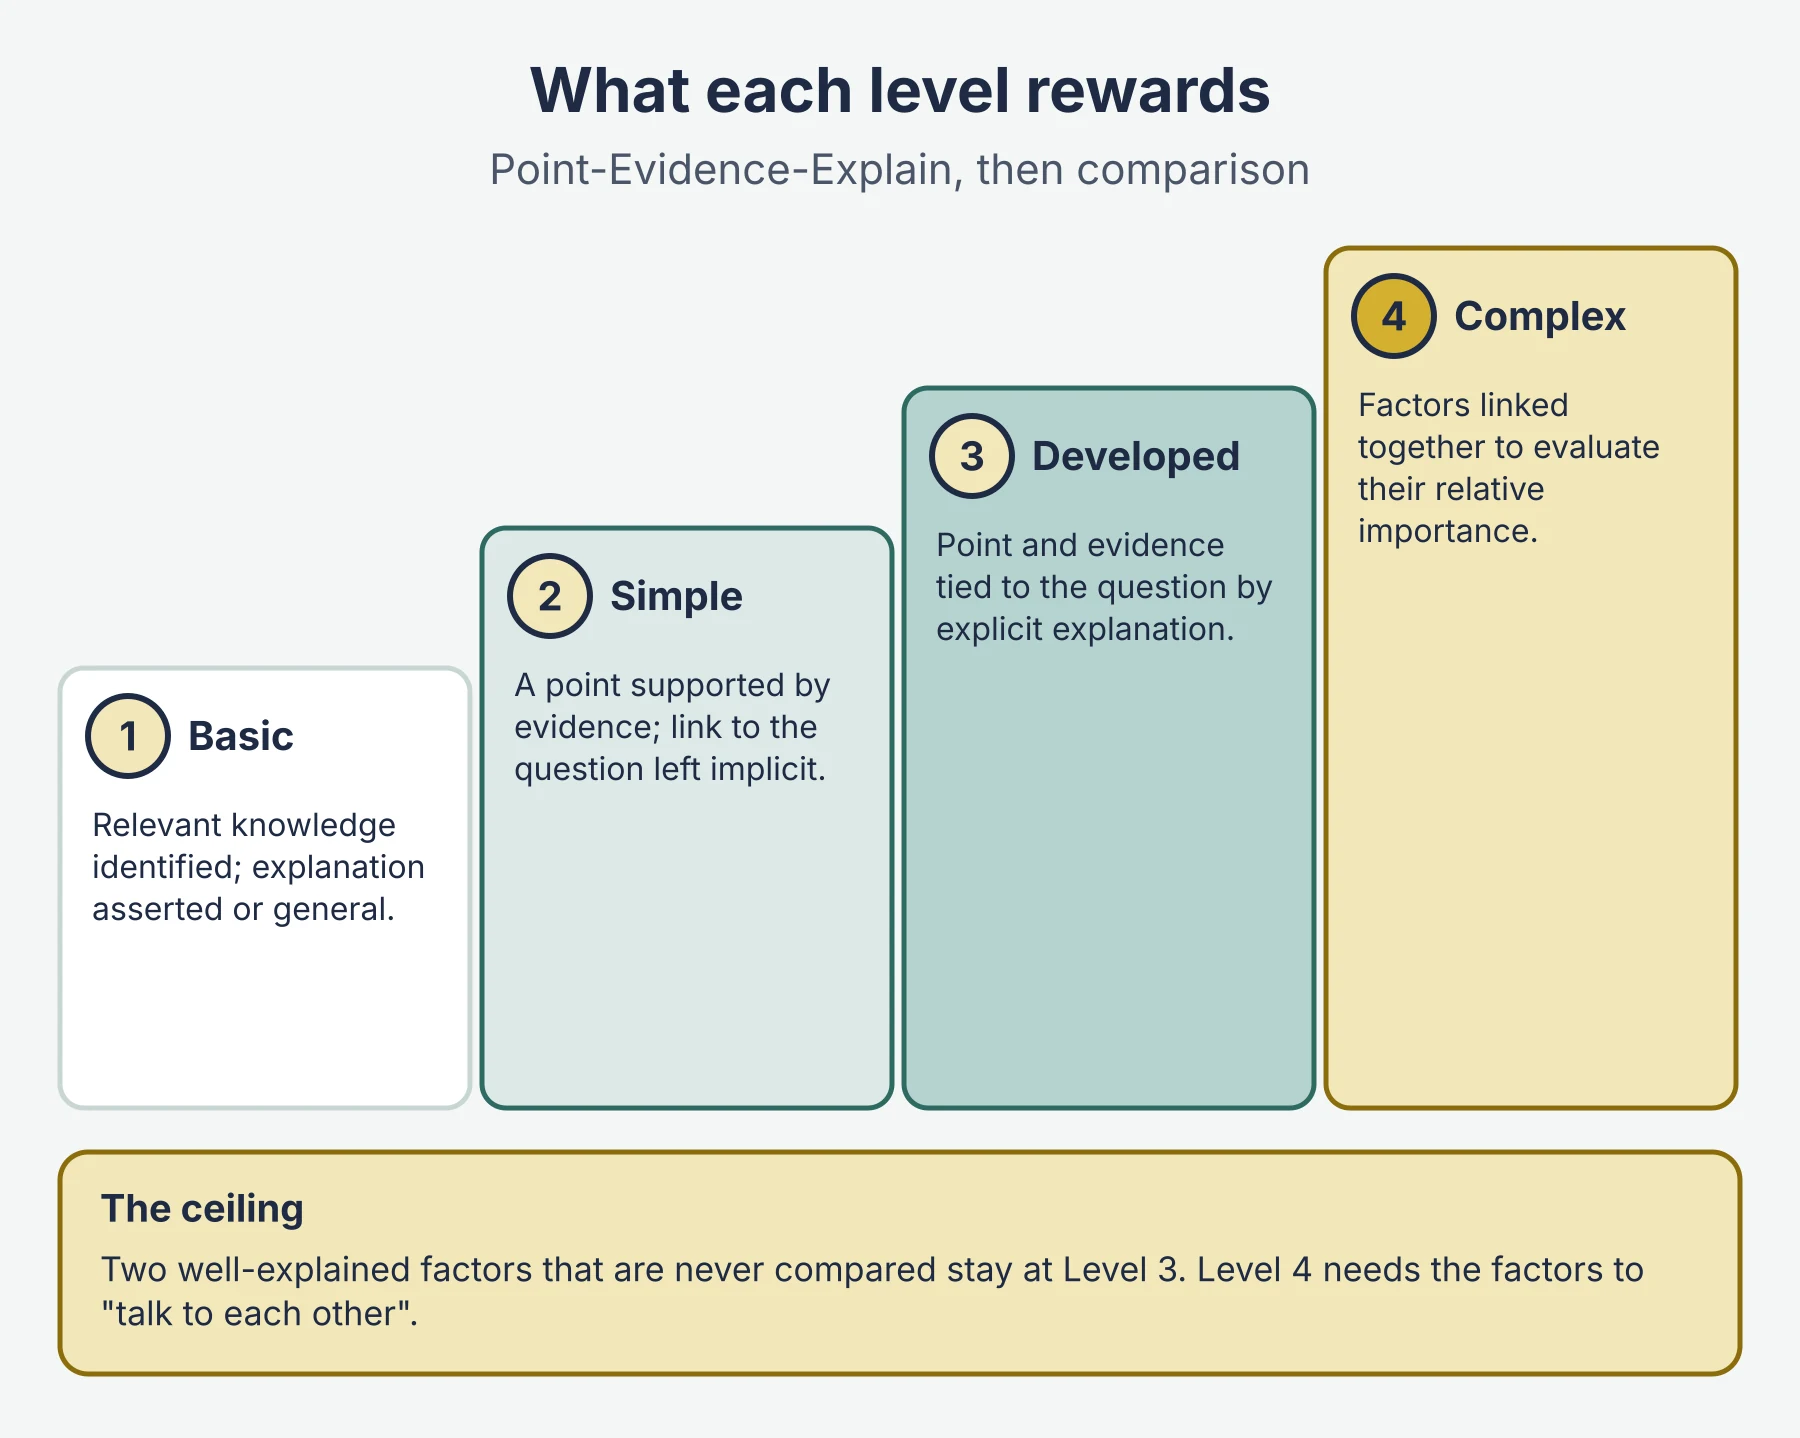 What each level rewards
Point-Evidence-Explain, then comparison
1 Basic
Relevant knowledge
identified; explanation
asserted or general.
2 Simple
A point supported by
evidence; link to the
question left implicit.
3 Developed
Point and evidence
tied to the question by
explicit explanation.
4 Complex
Factors linked
together to evaluate
their relative
importance.
The ceiling
Two well-explained factors that are never compared stay at Level 3. Level 4 needs the factors to
"talk to each other".